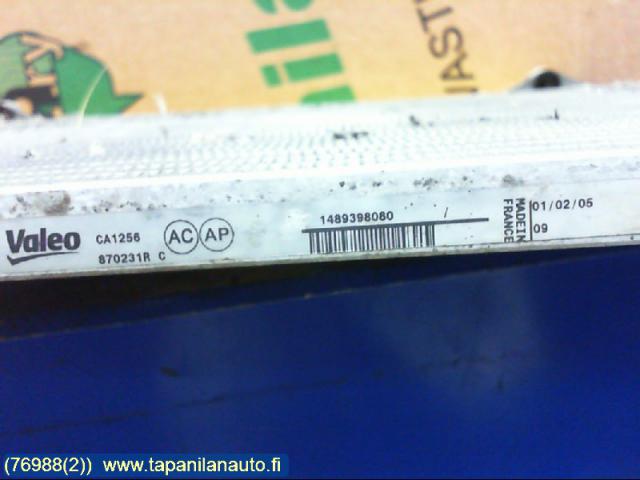 Valeo
CA1256
870231R C
AC AP
1489398080
MADE IN
FRANCE
01/02/05
09
(76988(2)) www.tapanilanauto.fi